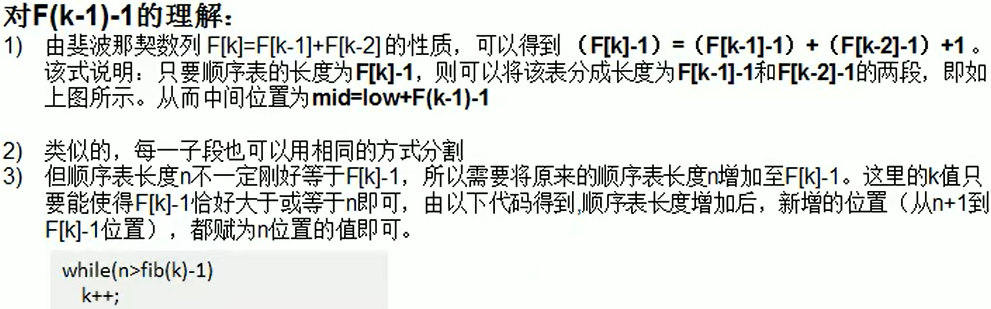 对F(k-1)-1的理解：
1) 由斐波那契数列 F[k]=F[k-1]+F[k-2] 的性质，可以得到 （F[k]-1）=（F[k-1]-1）+（F[k-2]-1）+1 。
该式说明：只要顺序表的长度为F[k]-1，则可以将该表分成长度为F[k-1]-1和F[k-2]-1的两段，即如
上图所示。从而中间位置为mid=low+F(k-1)-1
2) 类似的，每一子段也可以用相同的方式分割
3) 但顺序表长度n不一定刚好等于F[k]-1，所以需要将原来的顺序表长度n增加至F[k]-1。这里的k值只
要能使得F[k]-1恰好大于或等于n即可，由以下代码得到,顺序表长度增加后，新增的位置（从n+1到
F[k]-1位置），都赋为n位置的值即可。
while(n>fib(k)-1)
k++;